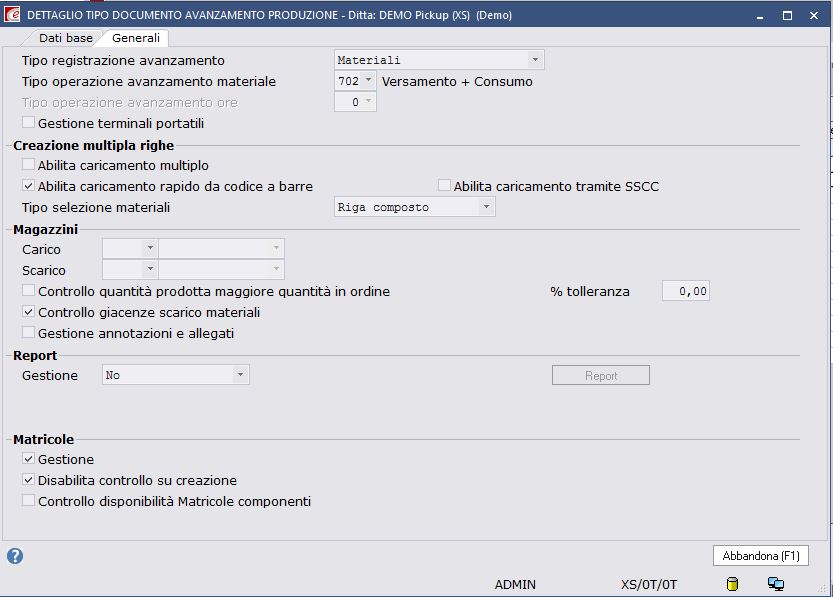 DETTAGLIO TIPO DOCUMENTO AVANZAMENTO PRODUZIONE - Ditta: DEMO Pickup (XS) (Demo)
Dati base Generali
Tipo registrazione avanzamento Materiali
Tipo operazione avanzamento materiale 702 Versamento + Consumo
Tipo operazione avanzamento ore 0
Gestione terminali portatili
Creazione multipla righe
Abilita caricamento multiplo
Abilita caricamento rapido da codice a barre Abilita caricamento tramite SSCC
Tipo selezione materiali Riga composto
Magazzini
Carico
Scarico
Controllo quantità prodotta maggiore quantità in ordine % tolleranza 0,00
Controllo giacenze scarico materiali
Gestione annotazioni e allegati
Report
Gestione No Report
Matricole
Gestione
Disabilita controllo su creazione
Controllo disponibilità Matricole componenti
Abbandona (F1)
ADMIN XS/0T/0T